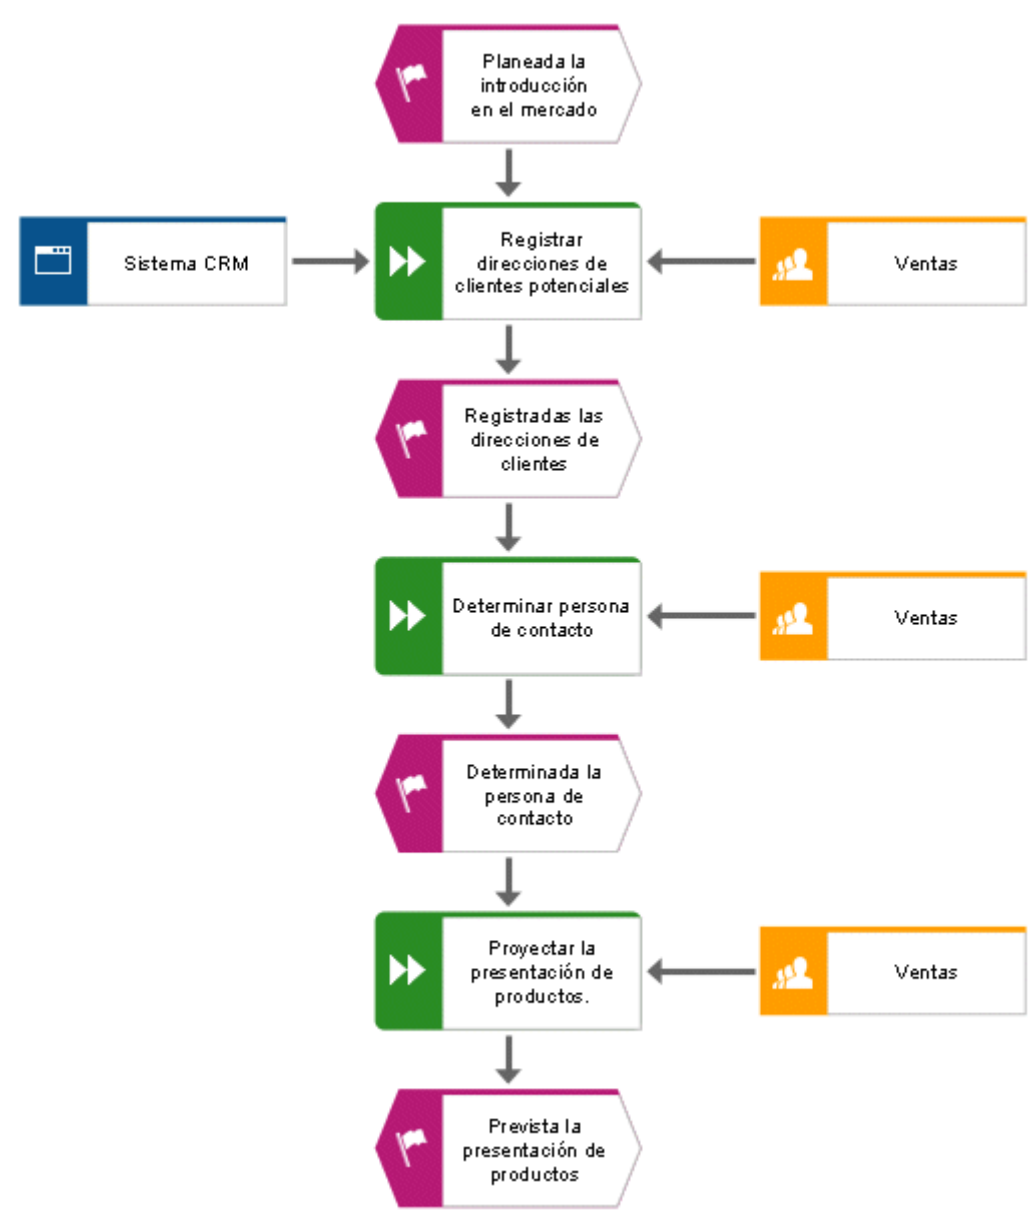 Planeada la
introducción
en el mercado
Sistema CRM
Registrar
direcciones de
clientes potenciales
Ventas
Registradas las
direcciones de
clientes
Determinar persona
de contacto
Ventas
Determinada la
persona de
contacto
Proyectar la
presentación de
productos.
Ventas
Prevista la
presentación de
productos